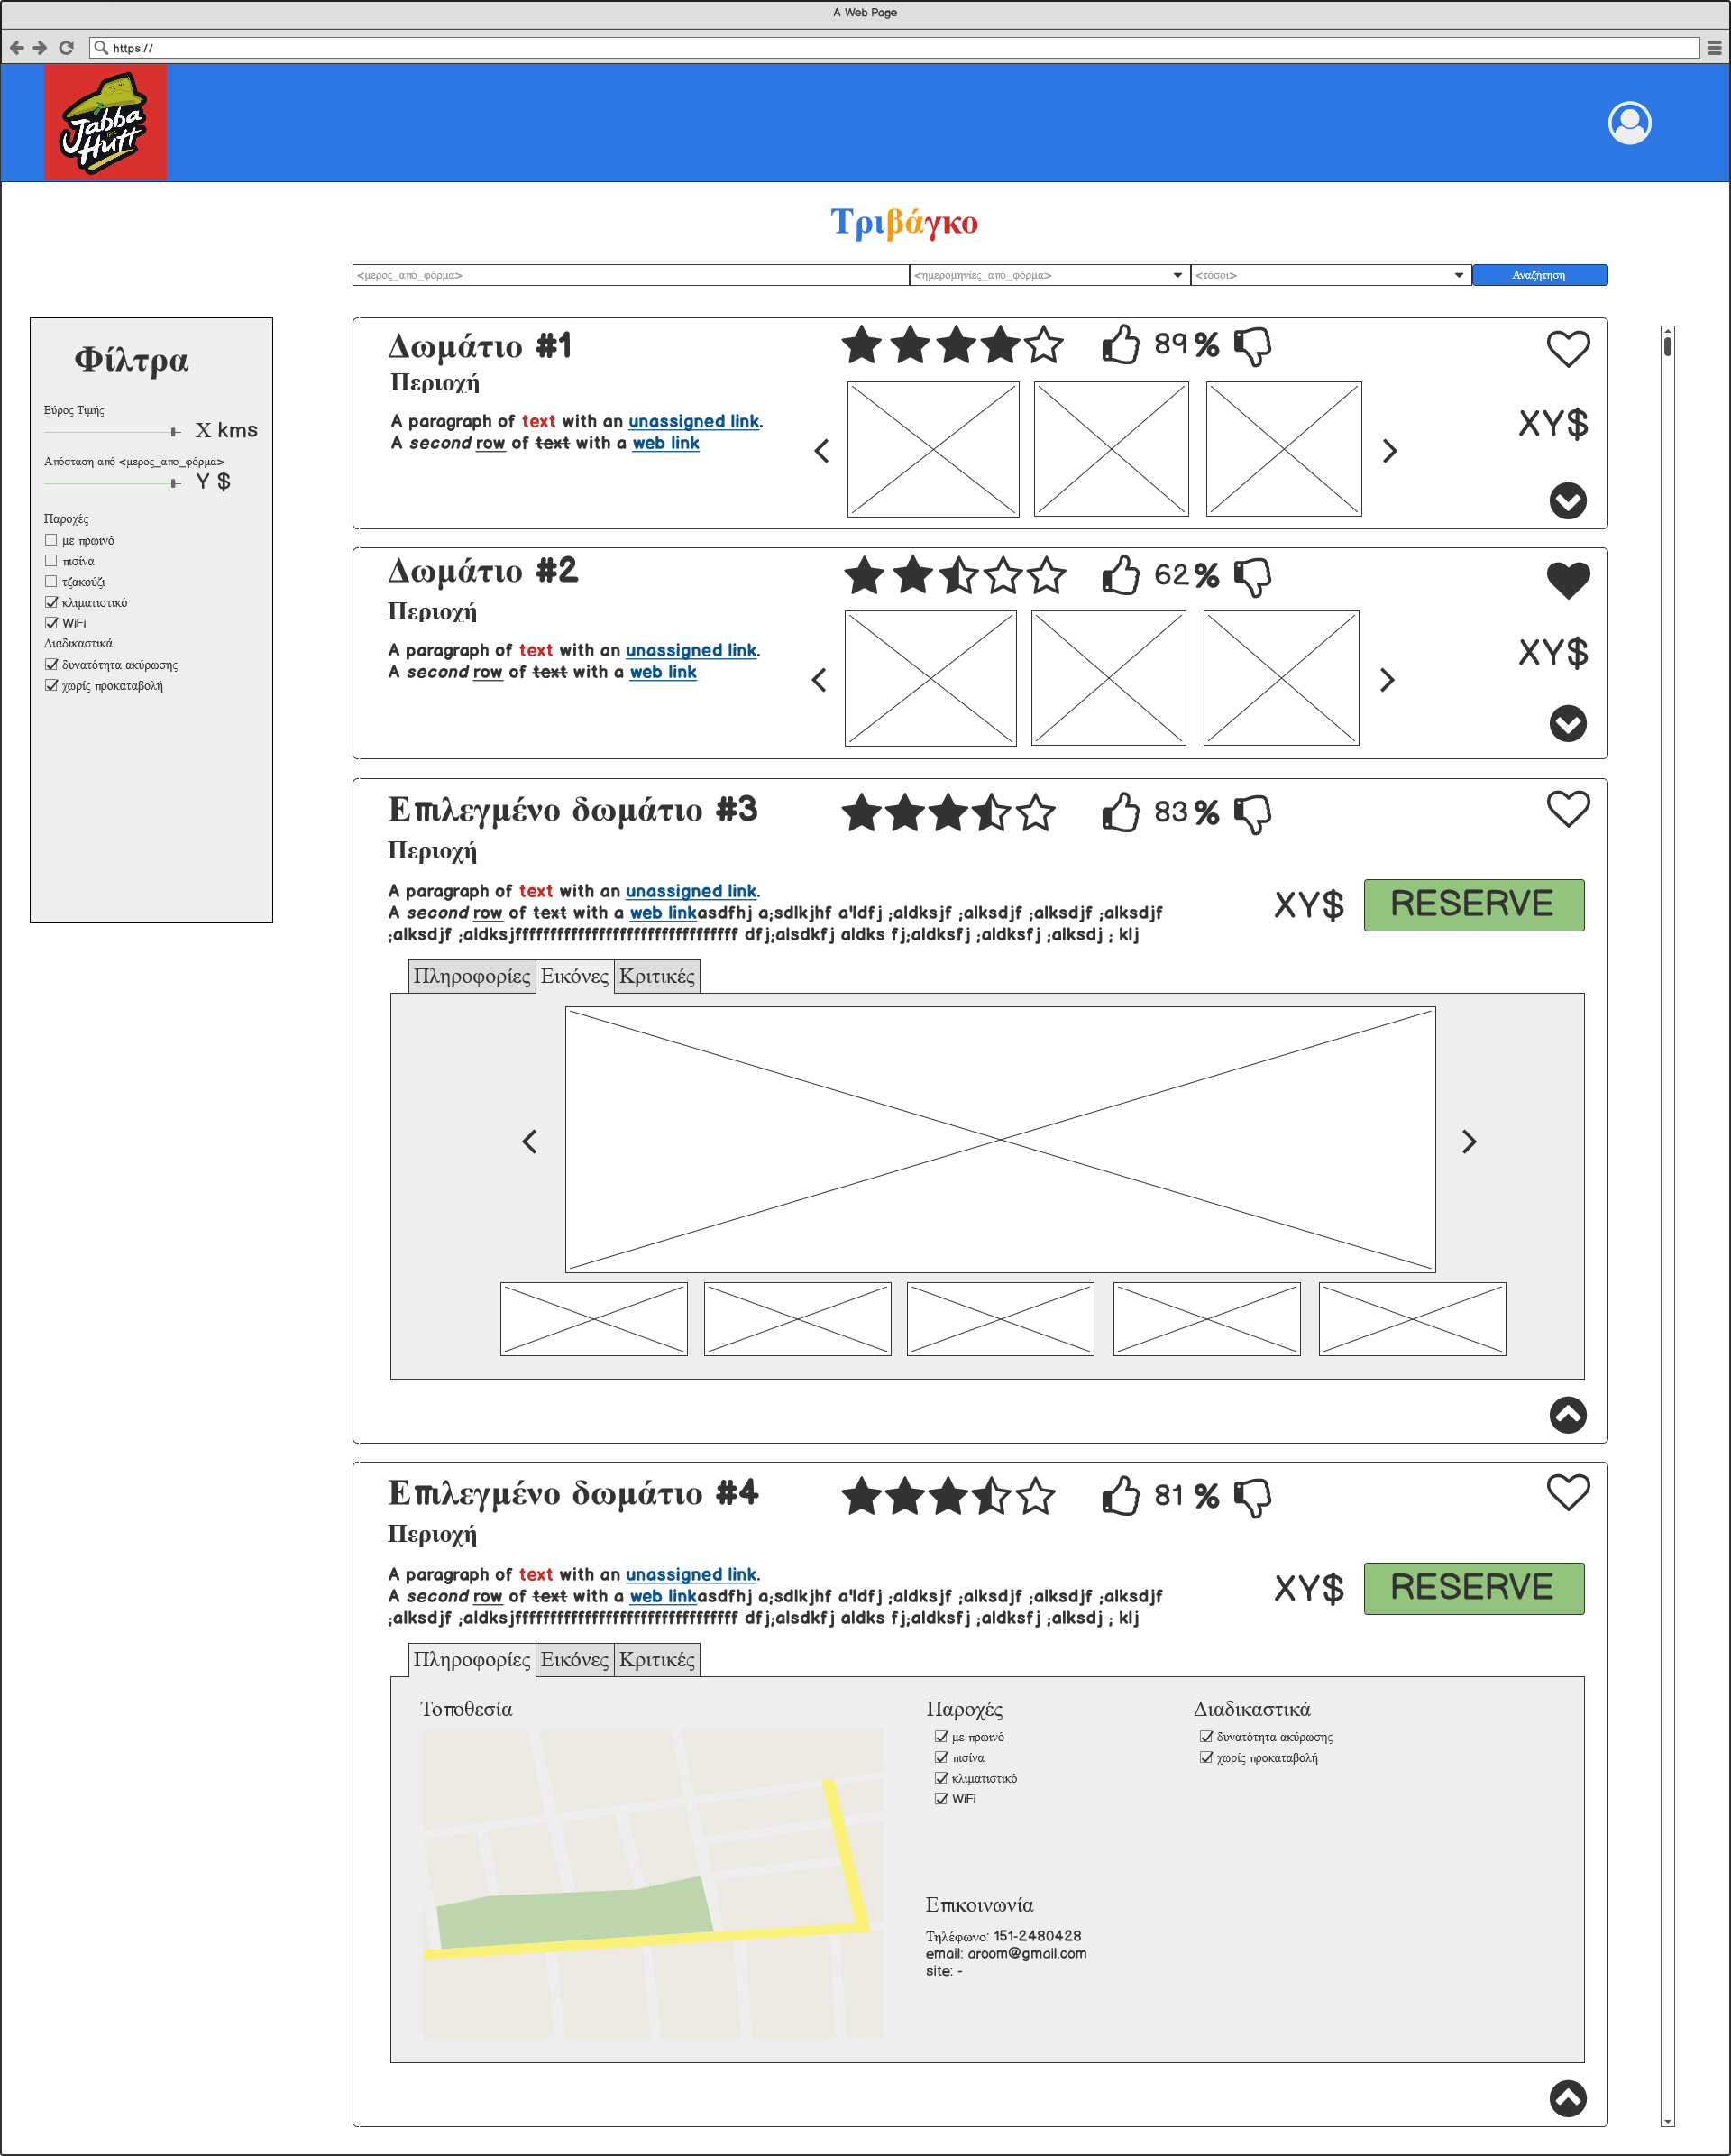 A Web Page
https://
Jabba
THE
Hutt
Τριβάγκο
<μερος_από_φόρμα> <ημερομηνίες_από_φόρμα> <τόσοι> Αναζήτηση
Φίλτρα
Εύρος Τιμής
X kms
Απόσταση από <μερος_απο_φόρμα>
Y $
Παροχές
με πρωινό
πισίνα
τζακούζι
κλιματιστικό
WiFi
Διαδικαστικά
δυνατότητα ακύρωσης
χωρίς προκαταβολή
Δωμάτιο #1 89 %
Περιοχή
A paragraph of text with an unassigned link.
A second row of text with a web link
XY$
Δωμάτιο #2 62 %
Περιοχή
A paragraph of text with an unassigned link.
A second row of text with a web link
XY$
Επιλεγμένο δωμάτιο #3 83 %
Περιοχή
A paragraph of text with an unassigned link.
A second row of text with a web linkasdfhj a;sdlkjhf a'ldfj ;aldksjf ;alksdjf ;alksdjf ;alksdjf
;alksdjf ;aldksjffffffffffffffffffffffffffffffff dfj;alsdkfj aldks fj;aldksfj ;aldksfj ;alksdj ; klj
XY$ RESERVE
Πληροφορίες Εικόνες Κριτικές
Επιλεγμένο δωμάτιο #4 81 %
Περιοχή
A paragraph of text with an unassigned link.
A second row of text with a web linkasdfhj a;sdlkjhf a'ldfj ;aldksjf ;alksdjf ;alksdjf ;alksdjf
;alksdjf ;aldksjffffffffffffffffffffffffffffffff dfj;alsdkfj aldks fj;aldksfj ;aldksfj ;alksdj ; klj
XY$ RESERVE
Πληροφορίες Εικόνες Κριτικές
Τοποθεσία
Παροχές
με πρωινό
πισίνα
κλιματιστικό
WiFi
Διαδικαστικά
δυνατότητα ακύρωσης
χωρίς προκαταβολή
Επικοινωνία
Τηλέφωνο: 151-2480428
email: aroom@gmail.com
site: -